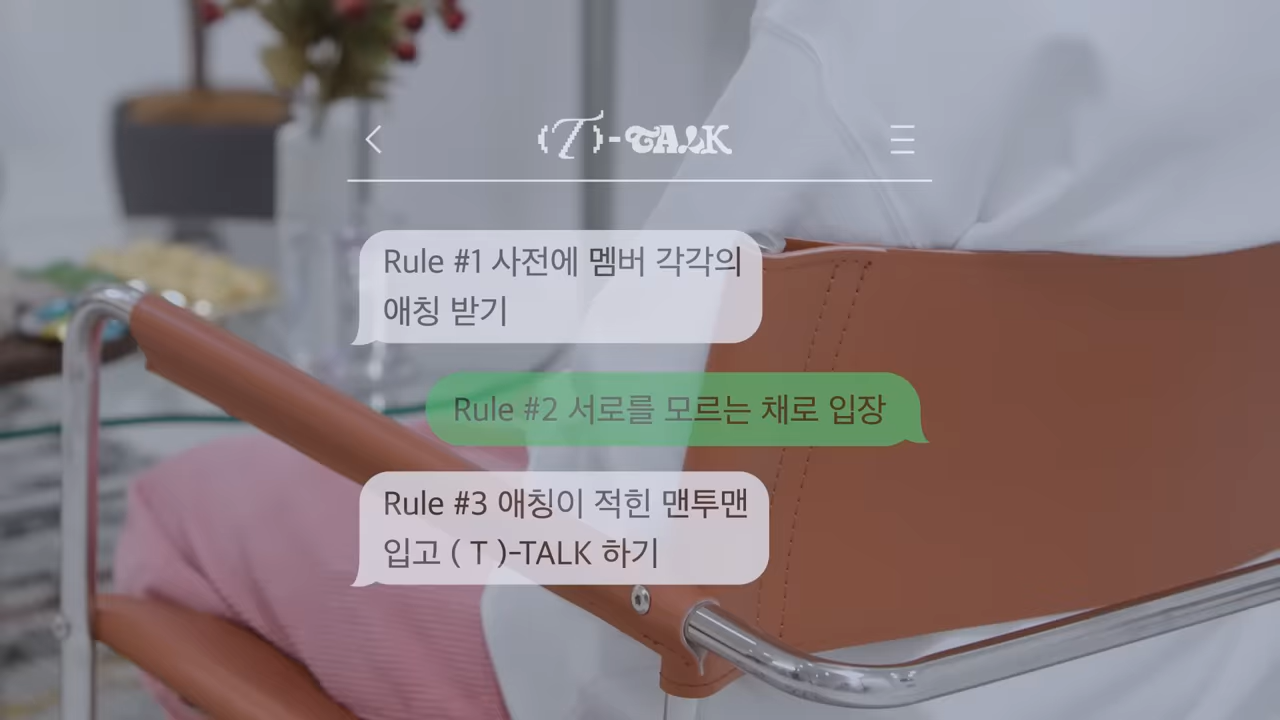 (T)-TALK
Rule #1 사전에 멤버 각각의
애칭 받기
Rule #2 서로를 모르는 채로 입장
Rule #3 애칭이 적힌 맨투맨
입고 ( T )-TALK 하기